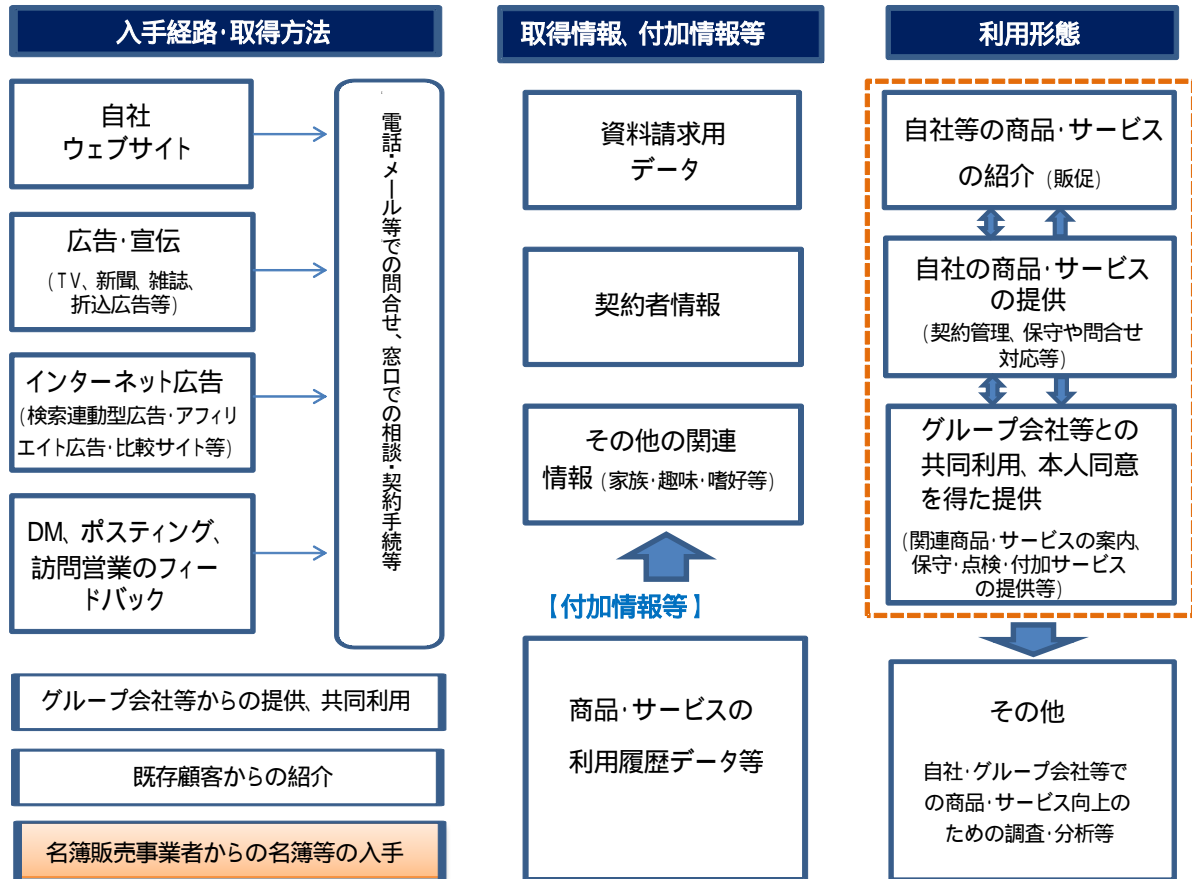 入手経路・取得方法
自社
ウェブサイト
広告・宣伝
(TV、新聞、雑誌、
折込広告等)
インターネット広告
(検索連動型広告・アフィリ
エイト広告・比較サイト等)
DM、ポスティング、
訪問営業のフィー
ドバック
電話・メール等での問合せ、窓口での相談・契約手続等
グループ会社等からの提供、共同利用
既存顧客からの紹介
名簿販売事業者からの名簿等の入手
取得情報、付加情報等
資料請求用
データ
契約者情報
その他の関連
情報(家族・趣味・嗜好等)
【付加情報等】
商品・サービスの
利用履歴データ等
利用形態
自社等の商品・サービス
の紹介(販促)
自社の商品・サービス
の提供
(契約管理、保守や問合せ
対応等)
グループ会社等との
共同利用、本人同意
を得た提供
(関連商品・サービスの案内、
保守・点検・付加サービス
の提供等)
その他
自社・グループ会社等で
の商品・サービス向上の
ための調査・分析等